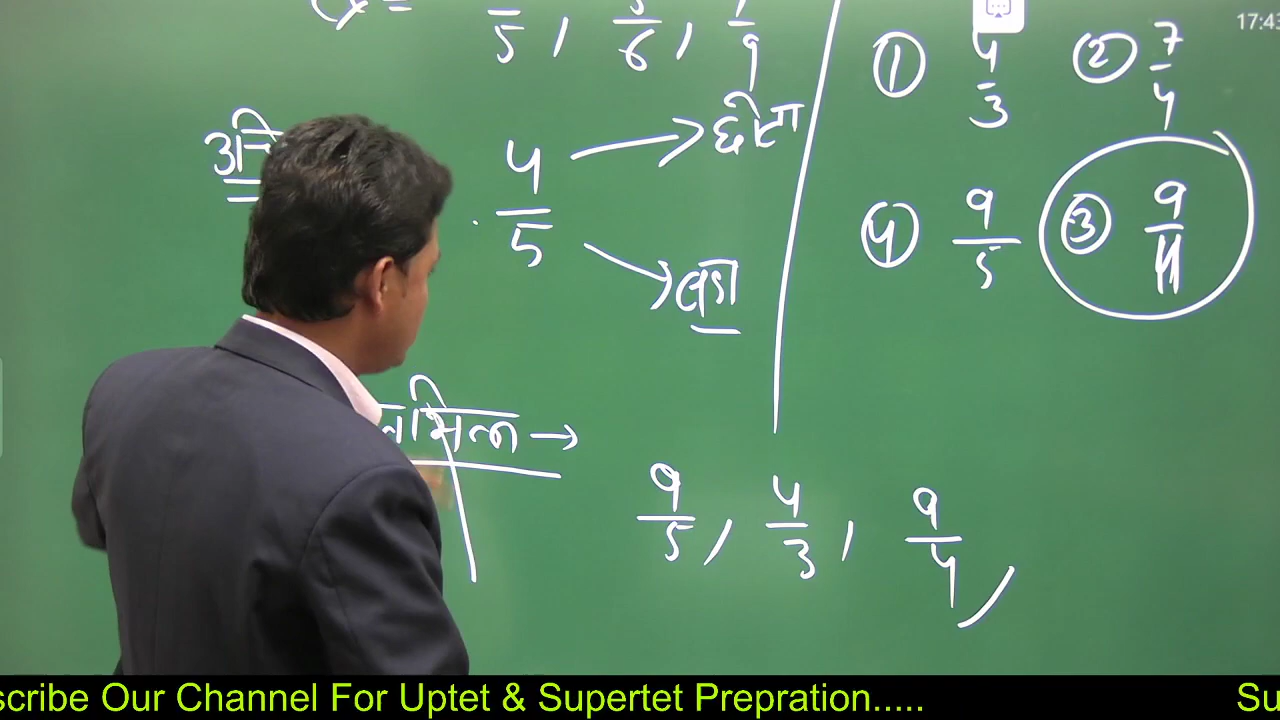 5 , 6 , 9
4/5 → छोटा
→ बड़ा
भिन्न →
9/5 , 4/3 , 9/4 ,
① 4/3 ② 7/4
④ 9/5 ③ 9/11
17:43
scribe Our Channel For Uptet & Supertet Prepration..... Su